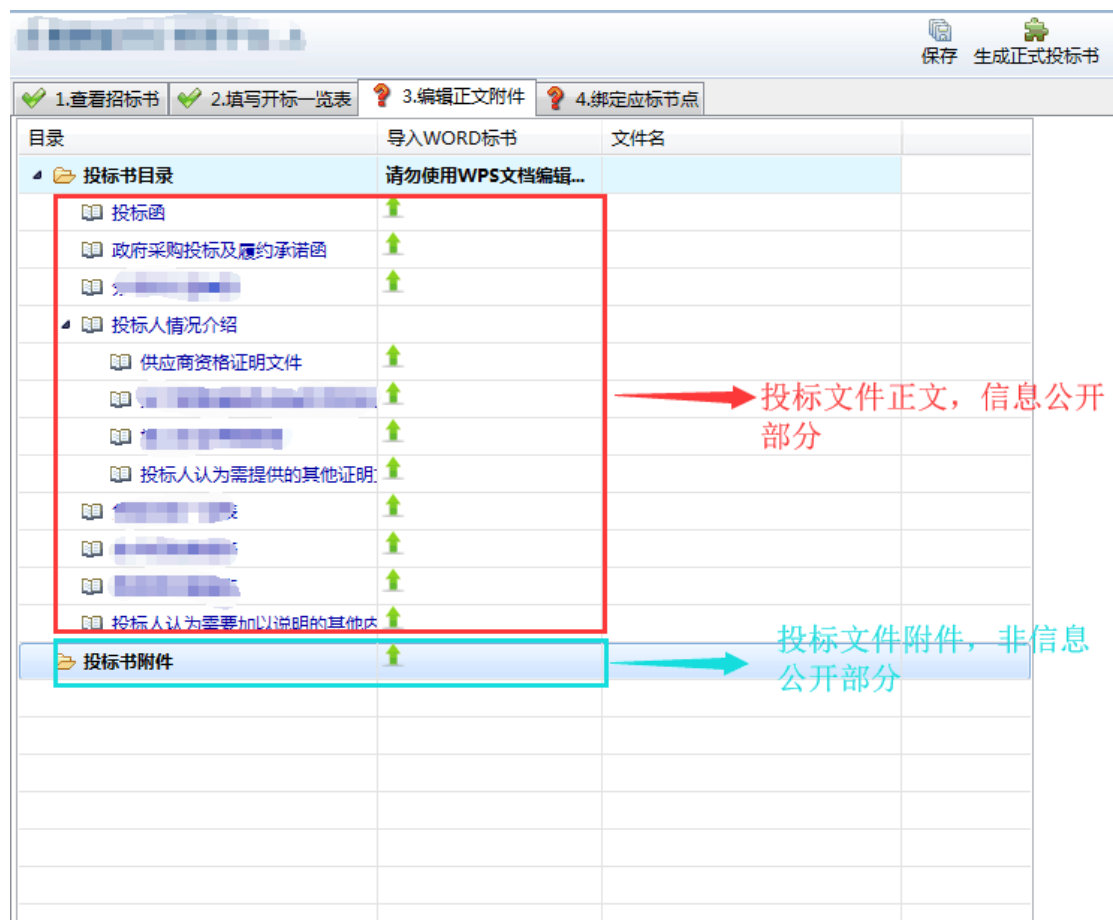 保存 生成正式投标书
1.查看招标书 2.填写开标一览表 3.编辑正文附件 4.绑定应标节点
目录 导入WORD标书 文件名
投标书目录 请勿使用WPS文档编辑...
投标函
政府采购投标及履约承诺函
投标人情况介绍
供应商资格证明文件
投标文件正文，信息公开
部分
投标人认为需提供的其他证明
投标人认为需要加以说明的其他内
投标文件附件，非信息
公开部分
投标书附件